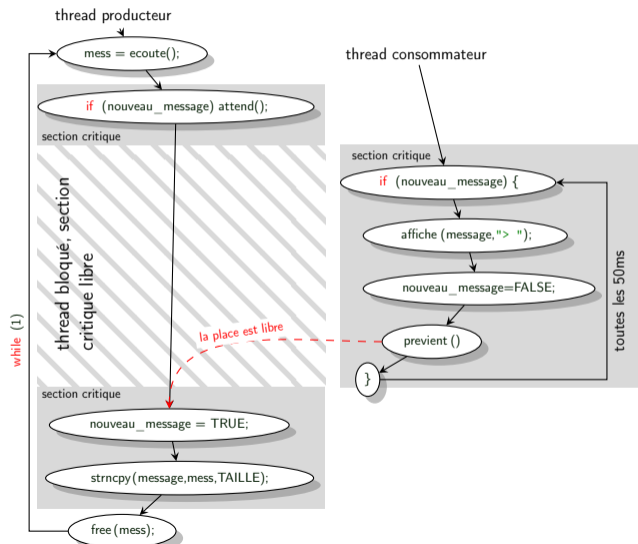 thread producteur
mess = ecoute();
if (nouveau_message) attend();
section critique
thread bloqué, section
critique libre
while (1)
section critique
nouveau_message = TRUE;
strncpy(message,mess,TAILLE);
free(mess);
la place est libre
thread consommateur
section critique
if (nouveau_message) {
affiche(message,"> ");
nouveau_message=FALSE;
previent()
}
toutes les 50ms